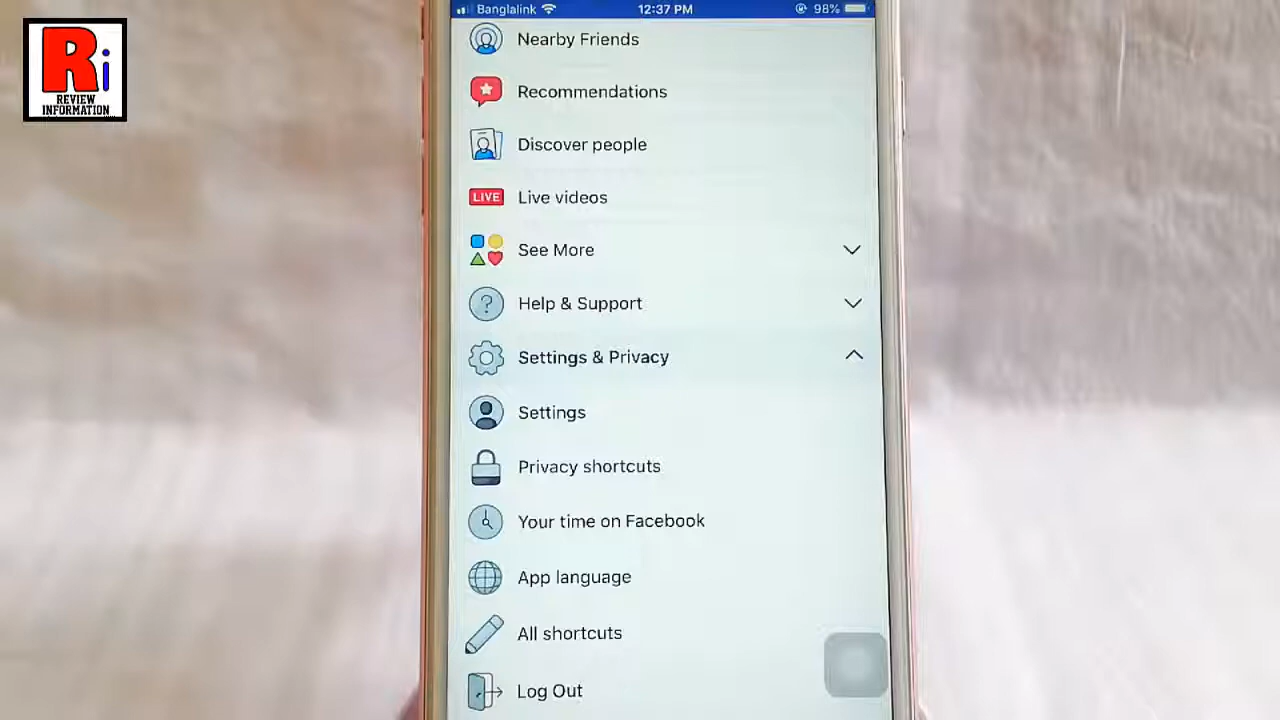 Ri
REVIEW
INFORMATION
Banglalink
12:37 PM
98%
Nearby Friends
Recommendations
Discover people
LIVE Live videos
See More
? Help & Support
Settings & Privacy
Settings
Privacy shortcuts
Your time on Facebook
App language
All shortcuts
Log Out